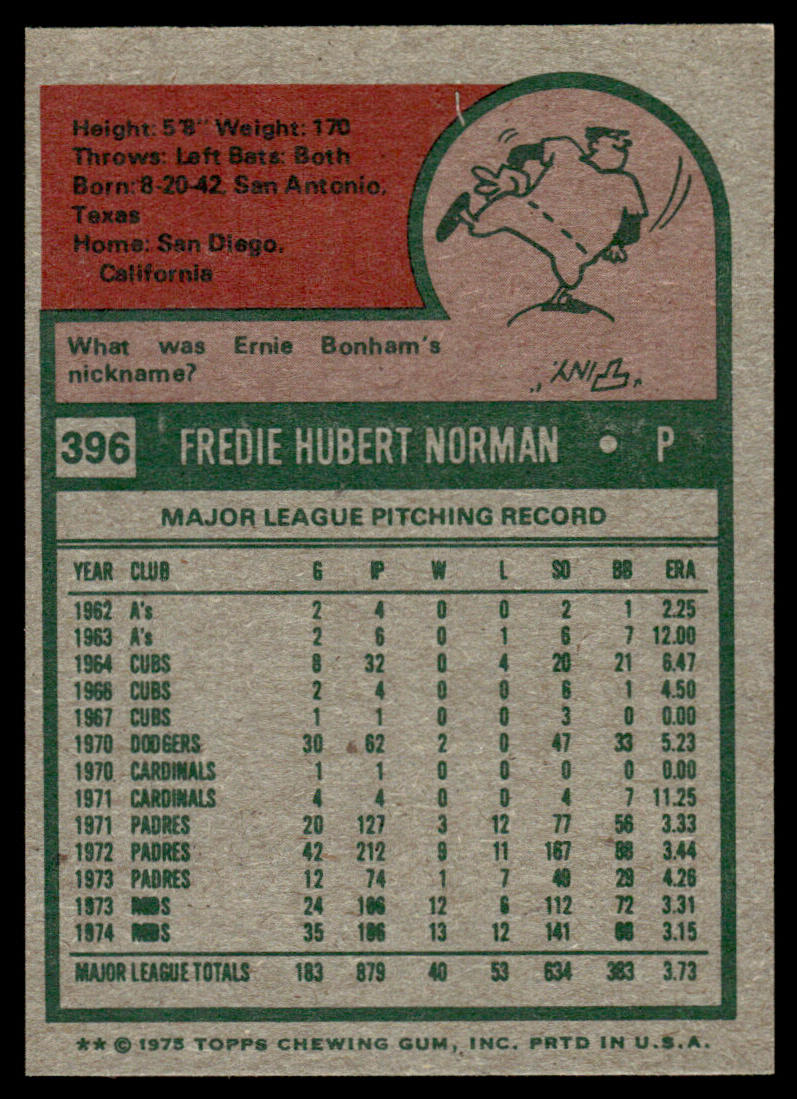 Height: 5'8" Weight: 170
Throws: Left Bats: Both
Born: 8-20-42, San Antonio,
Texas
Home: San Diego,
California
What was Ernie Bonham's
nickname?
"TINY"
396 FREDIE HUBERT NORMAN • P
MAJOR LEAGUE PITCHING RECORD
YEAR CLUB G IP W L SO BB ERA
1962 A's 2 4 0 0 2 1 2.25
1963 A's 2 6 0 1 6 7 12.00
1964 CUBS 8 32 0 4 20 21 6.47
1966 CUBS 2 4 0 0 6 1 4.50
1967 CUBS 1 1 0 0 3 0 0.00
1970 DODGERS 30 62 2 0 47 33 5.23
1970 CARDINALS 1 1 0 0 0 0 0.00
1971 CARDINALS 4 4 0 0 4 7 11.25
1971 PADRES 20 127 3 12 77 56 3.33
1972 PADRES 42 212 9 11 167 88 3.44
1973 PADRES 12 74 1 7 49 29 4.26
1973 REDS 24 166 12 6 112 72 3.31
1974 REDS 35 186 13 12 141 68 3.15
MAJOR LEAGUE TOTALS 183 879 40 53 634 383 3.73
** © 1975 TOPPS CHEWING GUM, INC. PRTD IN U.S.A.